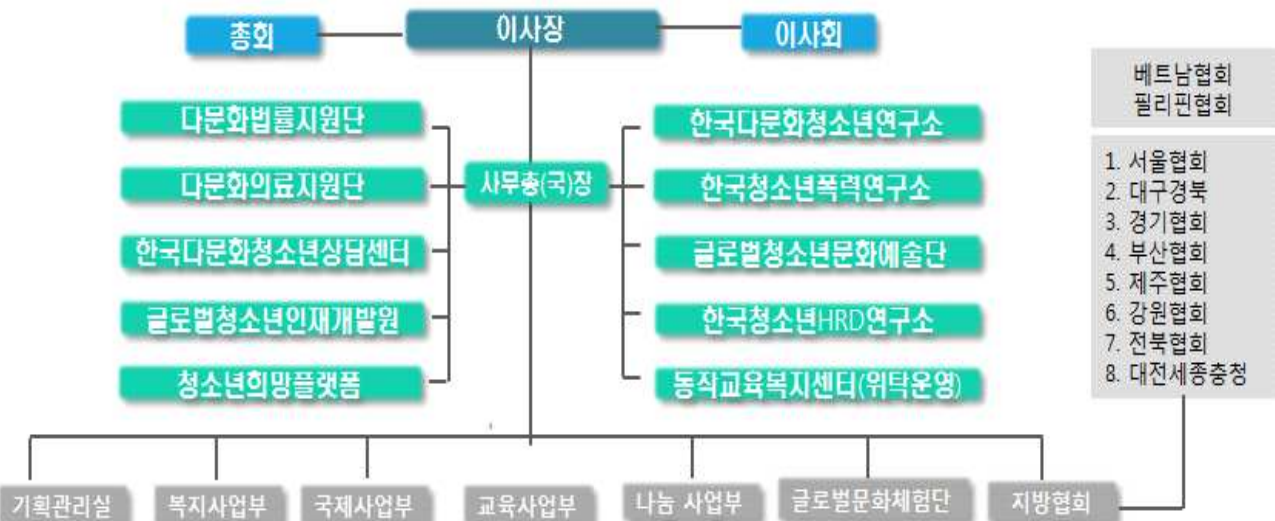 총회
이사장
이사회
다문화법률지원단
다문화의료지원단
한국다문화청소년상담센터
글로벌청소년인재개발원
청소년희망플랫폼
사무총(국)장
한국다문화청소년연구소
한국청소년폭력연구소
글로벌청소년문화예술단
한국청소년HRD연구소
동작교육복지센터(위탁운영)
베트남협회
필리핀협회
1. 서울협회
2. 대구경북
3. 경기협회
4. 부산협회
5. 제주협회
6. 강원협회
7. 전북협회
8. 대전세종충청
기획관리실
복지사업부
국제사업부
교육사업부
나눔 사업부
글로벌문화체험단
지방협회